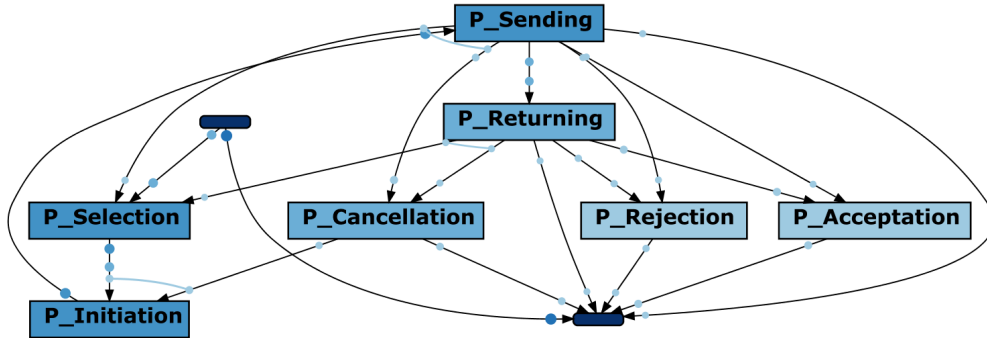 P_Sending
P_Returning
P_Selection
P_Cancellation
P_Rejection
P_Acceptation
P_Initiation